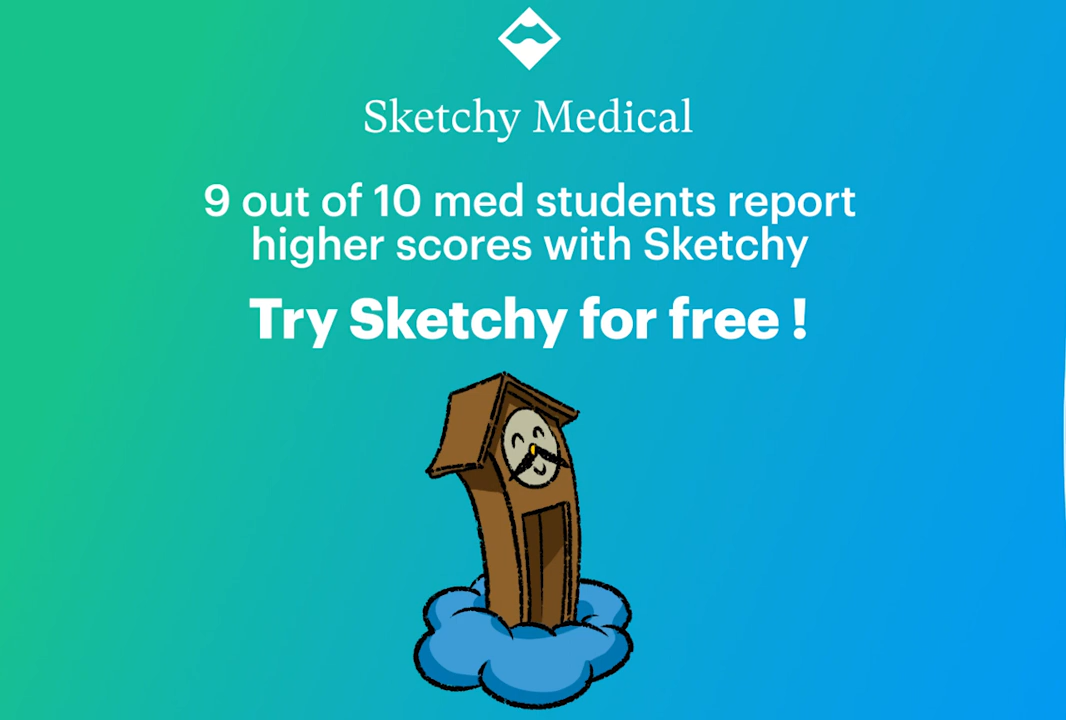 Sketchy Medical
9 out of 10 med students report
higher scores with Sketchy
Try Sketchy for free !